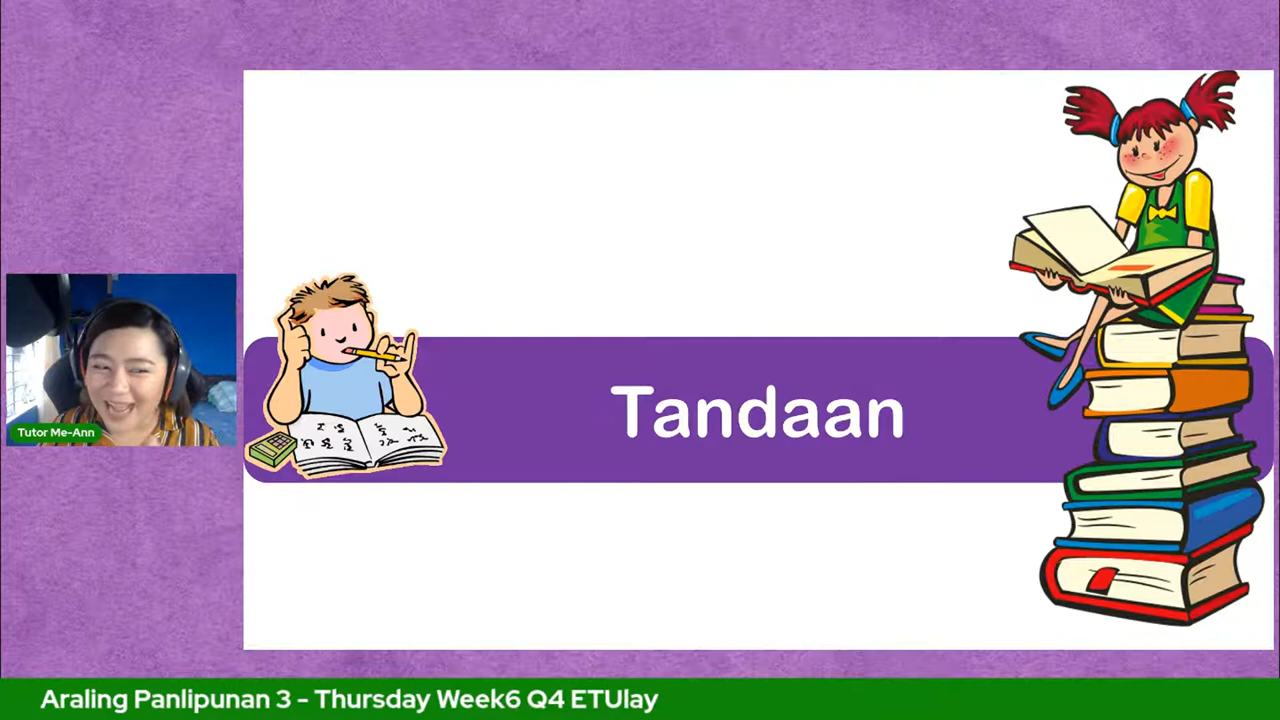 Tandaan
Tutor Me-Ann
Araling Panlipunan 3 - Thursday Week6 Q4 ETUlay